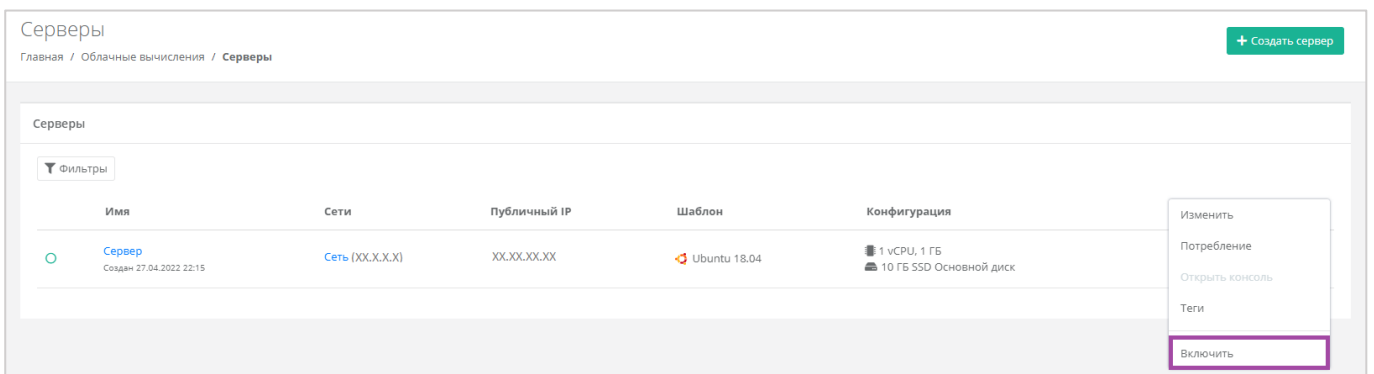 Серверы
+ Создать сервер
Главная / Облачные вычисления / Серверы
Серверы
Фильтры
Имя Сети Публичный IP Шаблон Конфигурация
Сервер Сеть (XX.X.X.X) XX.XX.XX.XX Ubuntu 18.04 1 vCPU, 1 ГБ
Создан 27.04.2022 22:15 10 ГБ SSD Основной диск
Изменить
Потребление
Открыть консоль
Теги
Включить